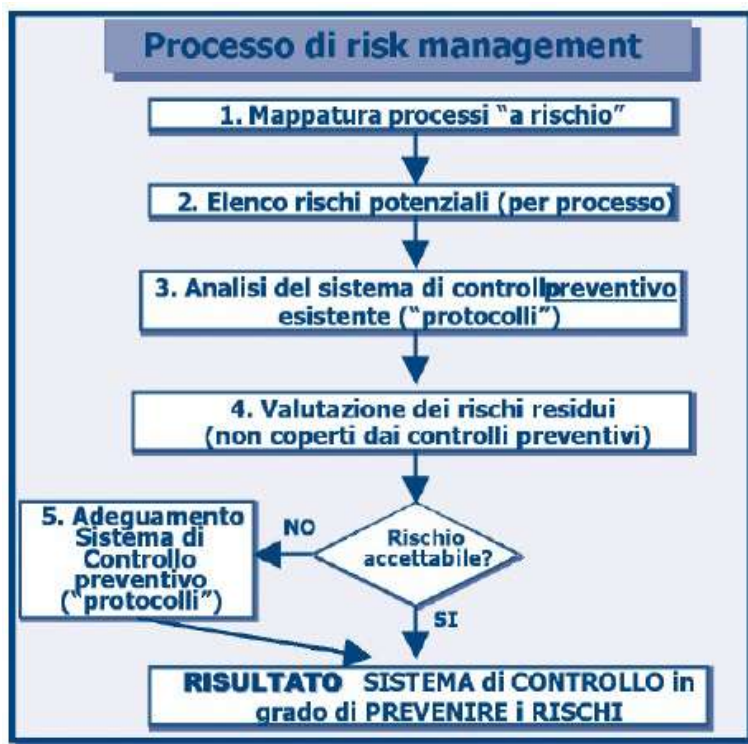 Processo di risk management
1. Mappatura processi “a rischio”
2. Elenco rischi potenziali (per processo)
3. Analisi del sistema di controllo preventivo
esistente (“protocolli”)
4. Valutazione dei rischi residui
(non coperti dai controlli preventivi)
Rischio
accettabile?
NO
5. Adeguamento
Sistema di
Controllo
preventivo
(“protocolli”)
SI
RISULTATO SISTEMA di CONTROLLO in
grado di PREVENIRE i RISCHI